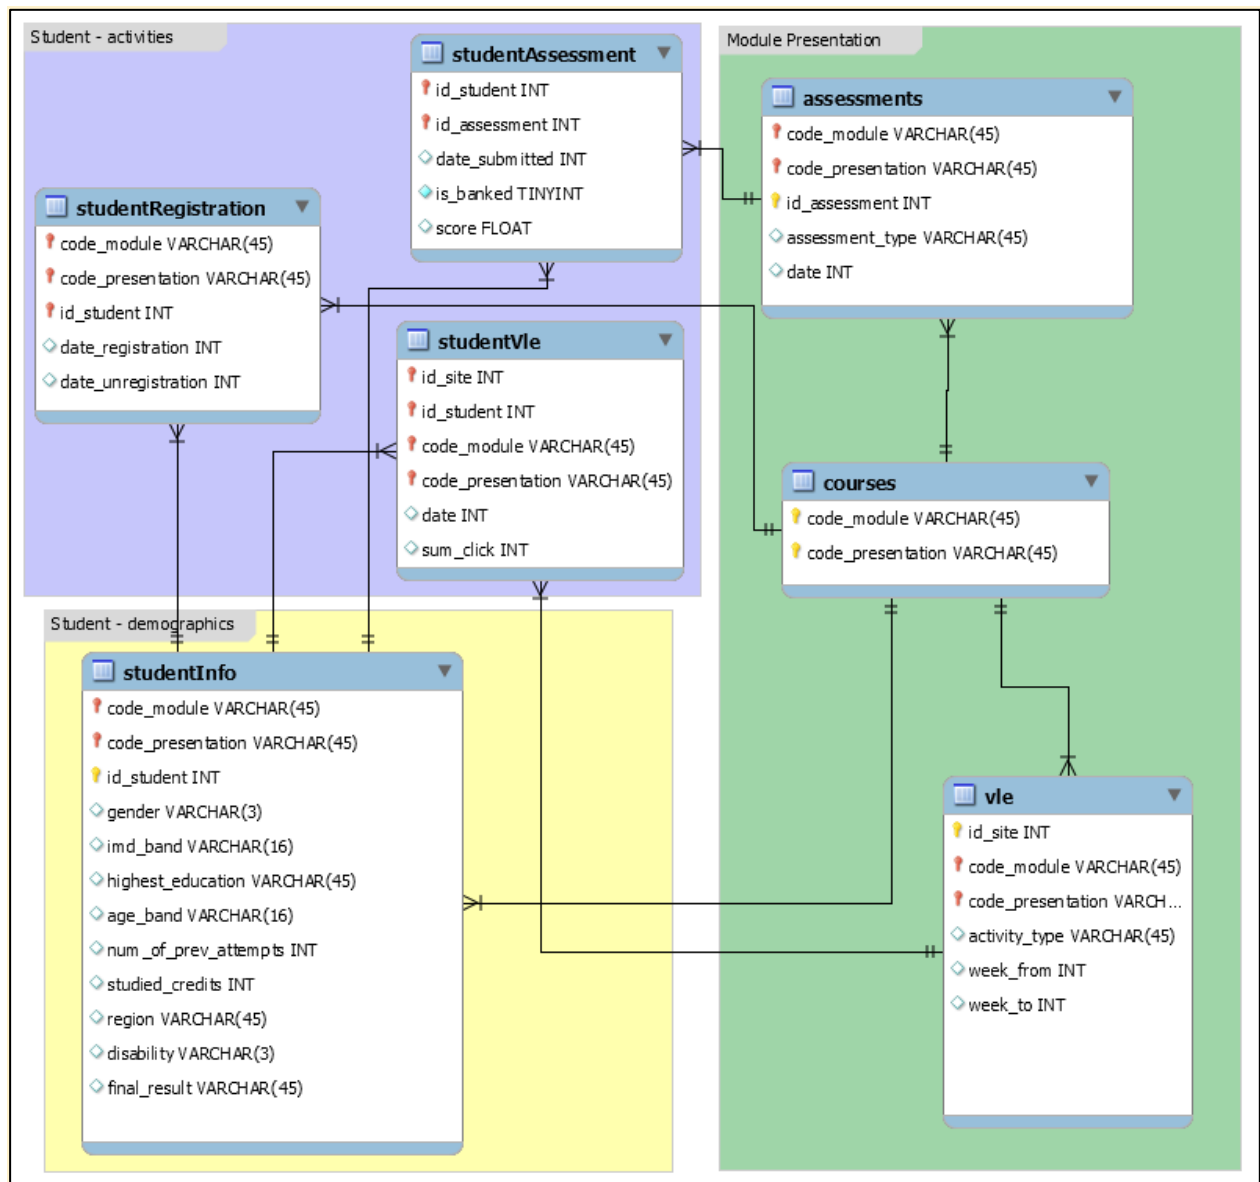 Student - activities
studentAssessment
id_student INT
id_assessment INT
date_submitted INT
is_banked TINYINT
score FLOAT
studentRegistration
code_module VARCHAR(45)
code_presentation VARCHAR(45)
id_student INT
date_registration INT
date_unregistration INT
studentVle
id_site INT
id_student INT
code_module VARCHAR(45)
code_presentation VARCHAR(45)
date INT
sum_click INT
Student - demographics
studentInfo
code_module VARCHAR(45)
code_presentation VARCHAR(45)
id_student INT
gender VARCHAR(3)
imd_band VARCHAR(16)
highest_education VARCHAR(45)
age_band VARCHAR(16)
num_of_prev_attempts INT
studied_credits INT
region VARCHAR(45)
disability VARCHAR(3)
final_result VARCHAR(45)
Module Presentation
assessments
code_module VARCHAR(45)
code_presentation VARCHAR(45)
id_assessment INT
assessment_type VARCHAR(45)
date INT
courses
code_module VARCHAR(45)
code_presentation VARCHAR(45)
vle
id_site INT
code_module VARCHAR(45)
code_presentation VARCH...
activity_type VARCHAR(45)
week_from INT
week_to INT